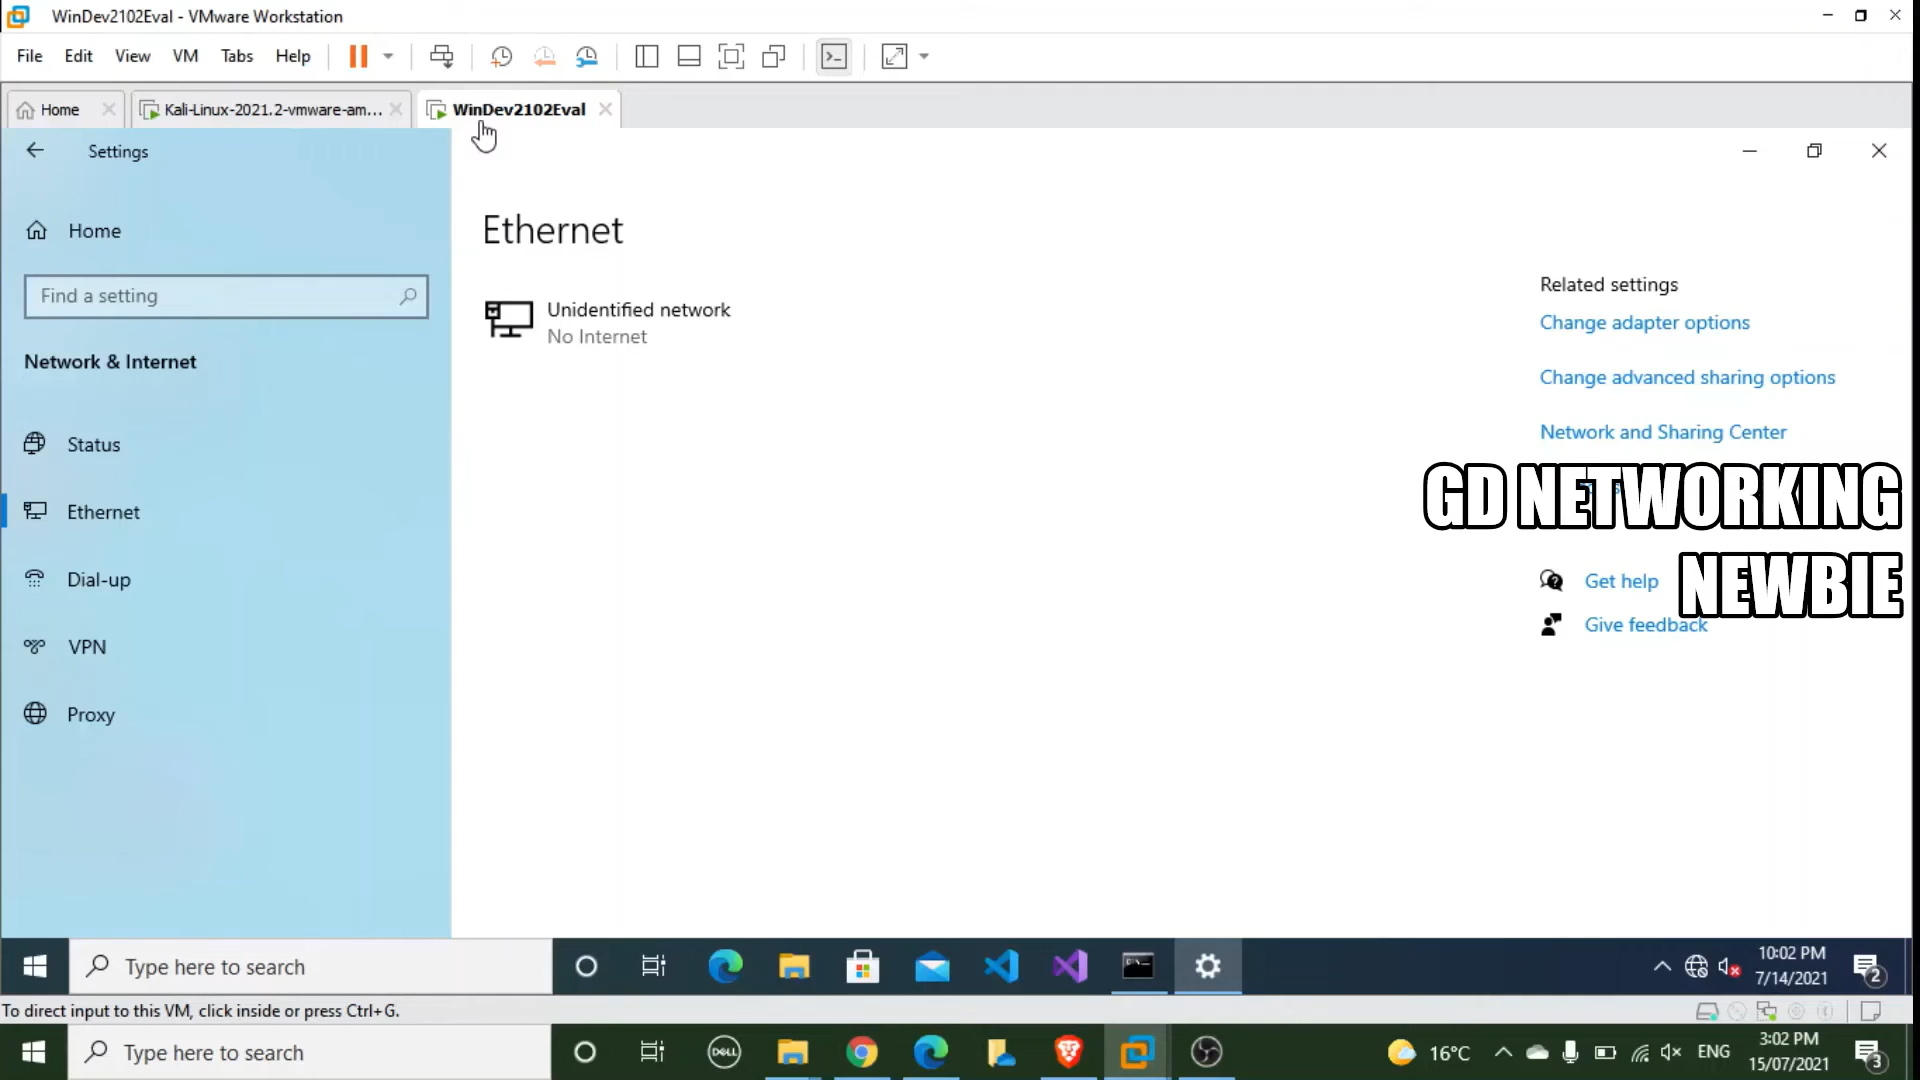 WinDev2102Eval - VMware Workstation
File Edit View VM Tabs Help
Home
Kali-Linux-2021.2-vmware-am...
WinDev2102Eval
Settings
Home
Find a setting
Network & Internet
Status
Ethernet
Dial-up
VPN
Proxy
Ethernet
Unidentified network
No Internet
Related settings
Change adapter options
Change advanced sharing options
Network and Sharing Center
GD NETWORKING
NEWBIE
Get help
Give feedback
Type here to search
10:02 PM
7/14/2021
2
To direct input to this VM, click inside or press Ctrl+G.
Type here to search
DELL
16°C
ENG
3:02 PM
15/07/2021
3